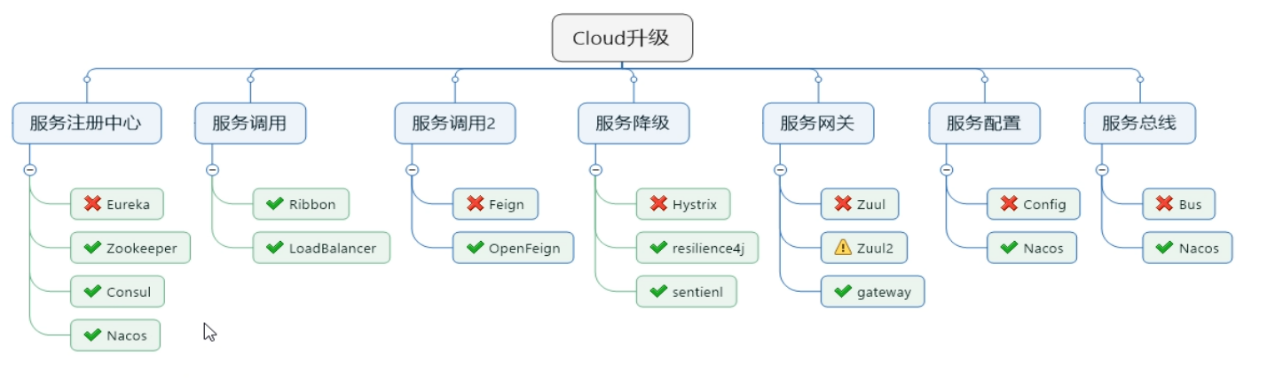 Cloud升级
服务注册中心
Eureka
Zookeeper
Consul
Nacos
服务调用
Ribbon
LoadBalancer
服务调用2
Feign
OpenFeign
服务降级
Hystrix
resilience4j
sentienl
服务网关
Zuul
Zuul2
gateway
服务配置
Config
Nacos
服务总线
Bus
Nacos